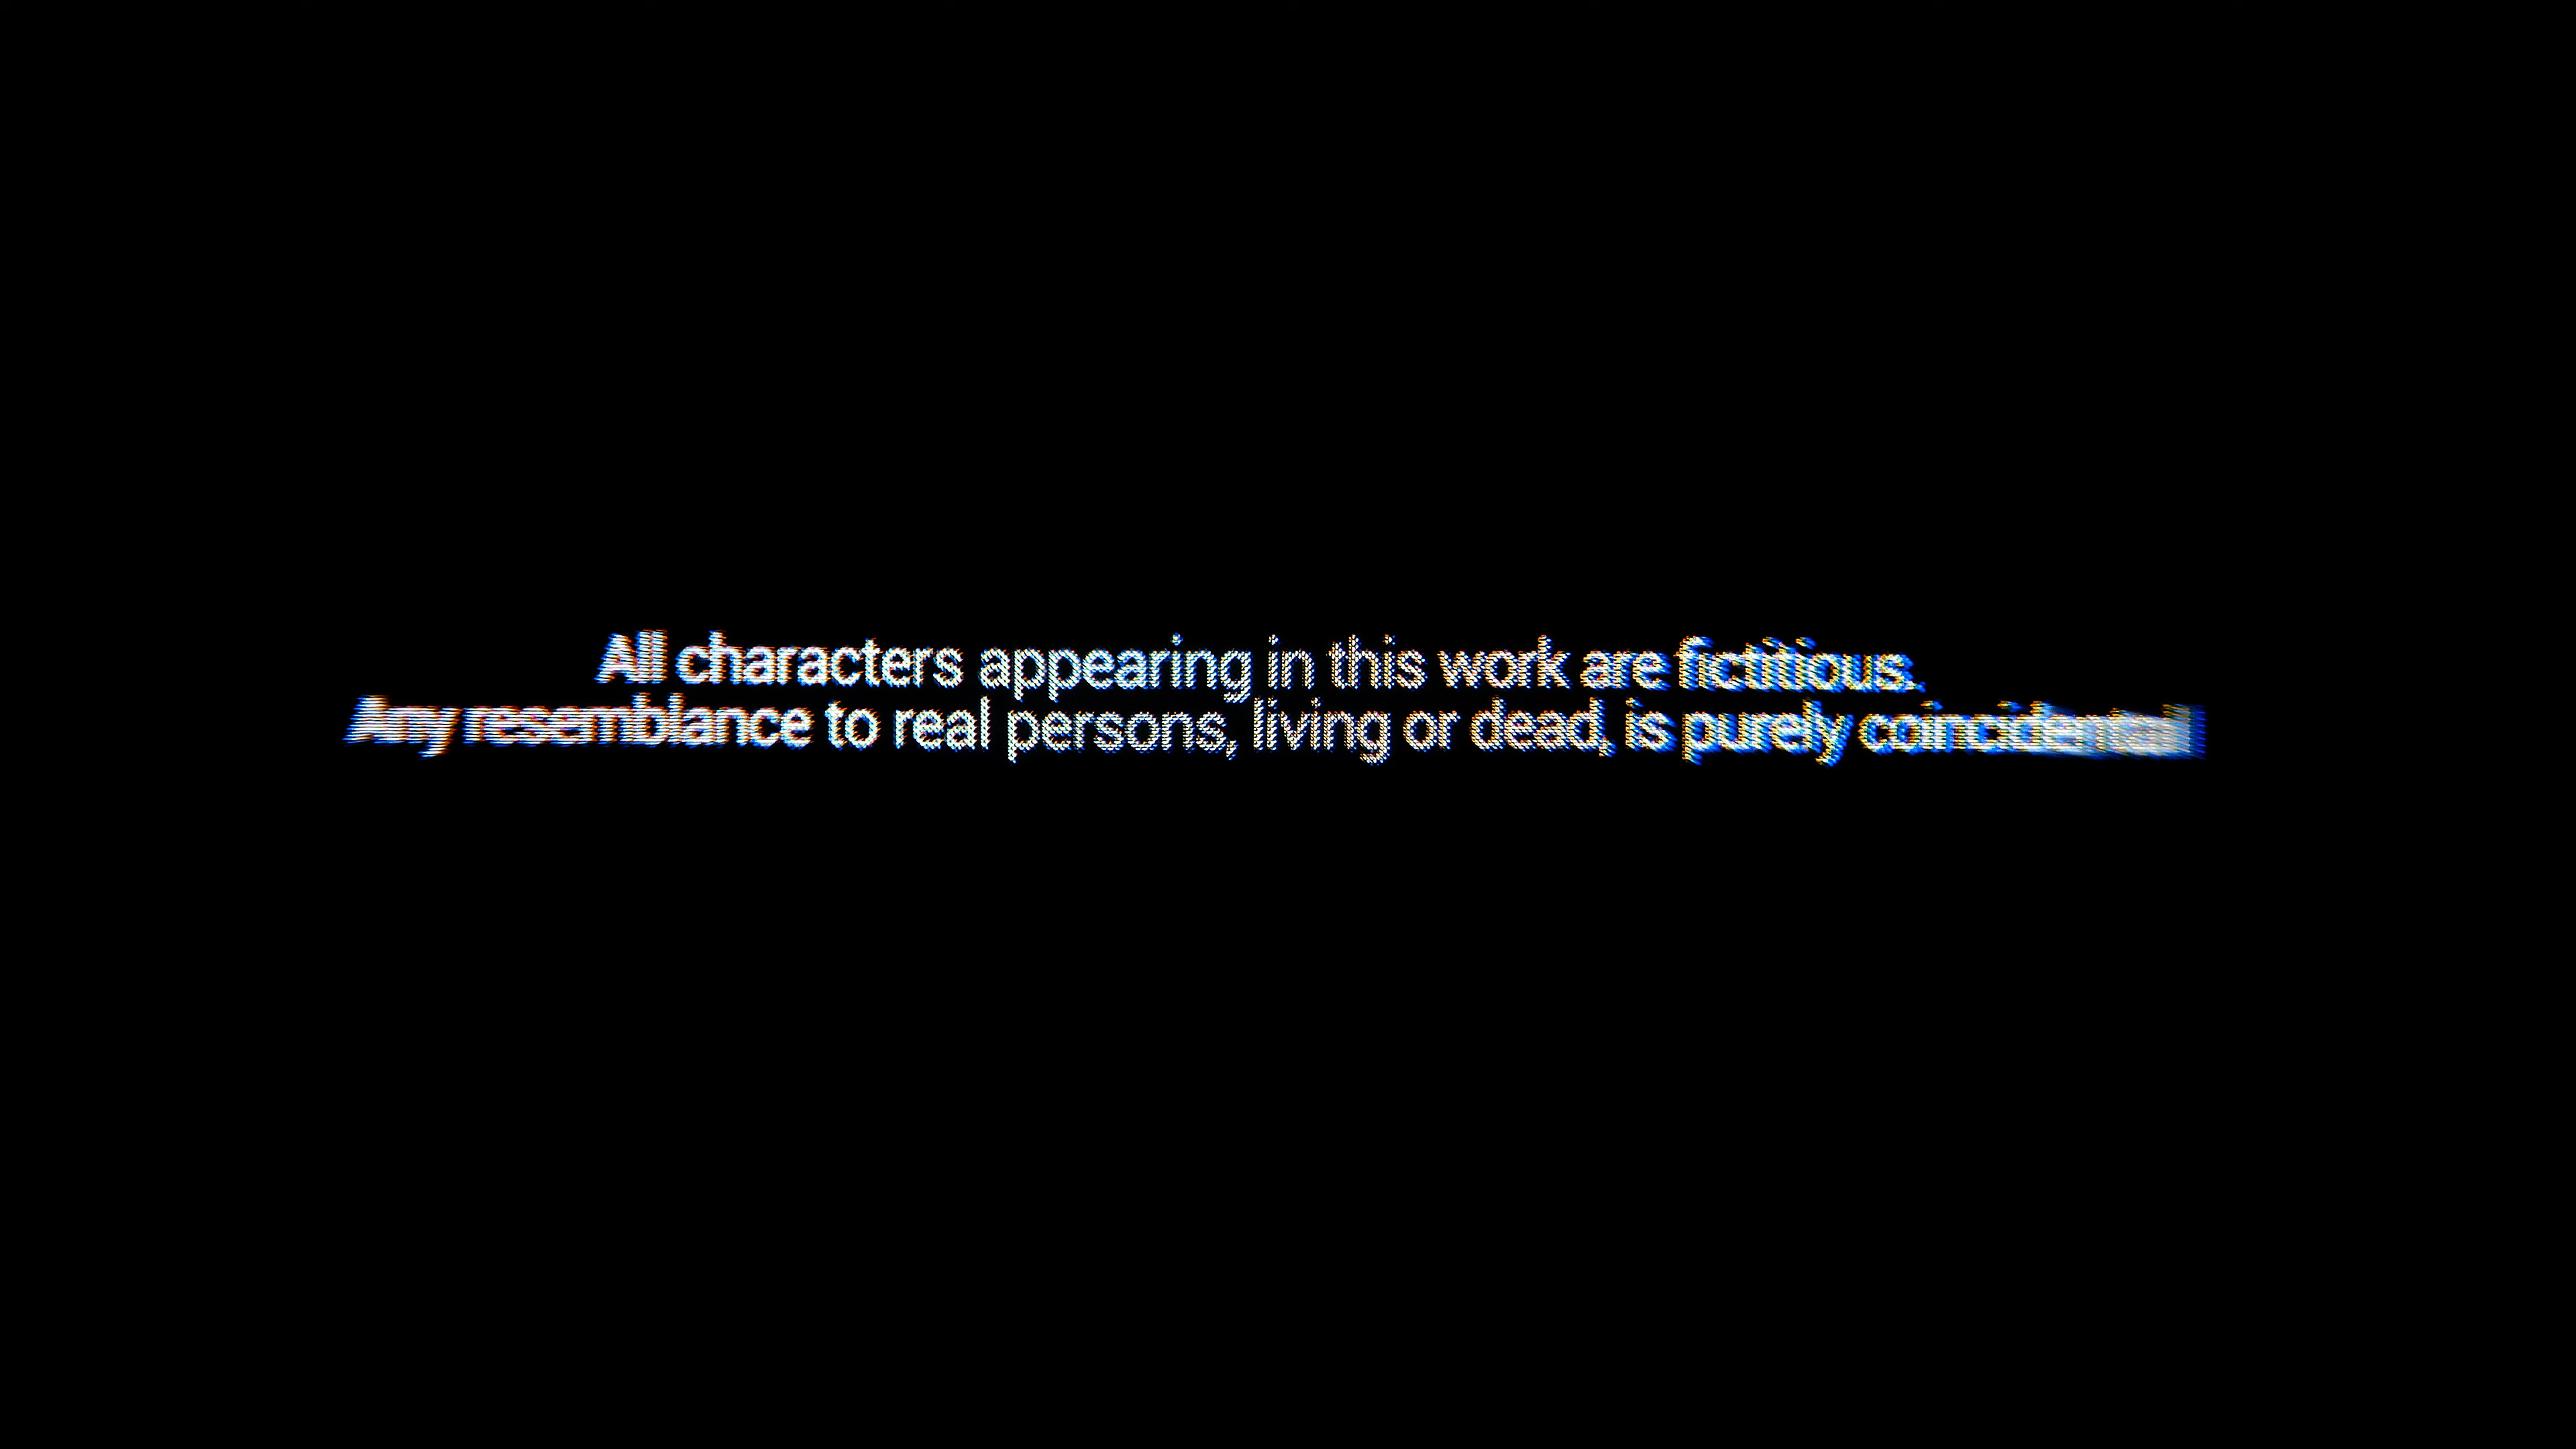 All characters appearing in this work are fictitious.
Any resemblance to real persons, living or dead, is purely coincidental